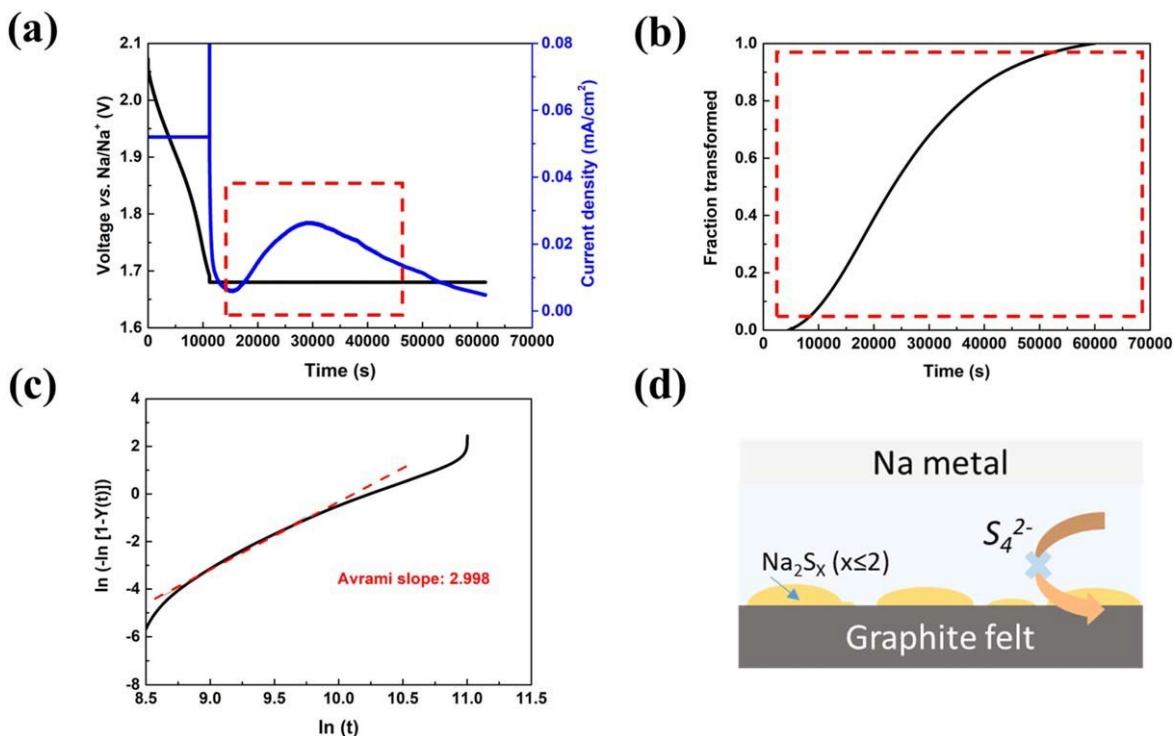 (a)
2.1
2.0
1.9
1.8
1.7
1.6
Voltage vs. Na/Na⁺ (V)
0.08
0.06
0.04
0.02
0.00
Current density (mA/cm²)
0 10000 20000 30000 40000 50000 60000 70000
Time (s)
(b)
1.0
0.8
0.6
0.4
0.2
0.0
Fraction transformed
0 10000 20000 30000 40000 50000 60000 70000
Time (s)
(c)
4
2
0
-2
-4
-6
-8
ln (-ln [1-Y(t)])
Avrami slope: 2.998
8.5 9.0 9.5 10.0 10.5 11.0 11.5
ln (t)
(d)
Na metal
S₄²⁻
Na₂Sₓ (x≤2)
Graphite felt